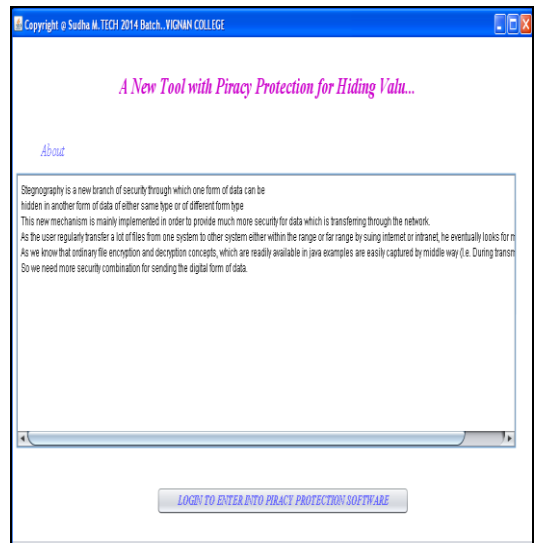 Copyright @ Sudha M.TECH 2014 Batch..VIGNAN COLLEGE
A New Tool with Piracy Protection for Hiding Valu...
About
Stegnography is a new branch of security through which one form of data can be
hidden in another form of data of either same type or of different form type
This new mechanism is mainly implemented in order to provide much more security for data which is transferring through the network.
As the user regularly transfer a lot of files from one system to other system either within the range or far range by suing internet or intranet, he eventually looks for m
As we know that ordinary file encryption and decryption concepts, which are readily available in java examples are easily captured by middle way (i.e. During transm
So we need more security combination for sending the digital form of data.
LOGIN TO ENTER INTO PIRACY PROTECTION SOFTWARE